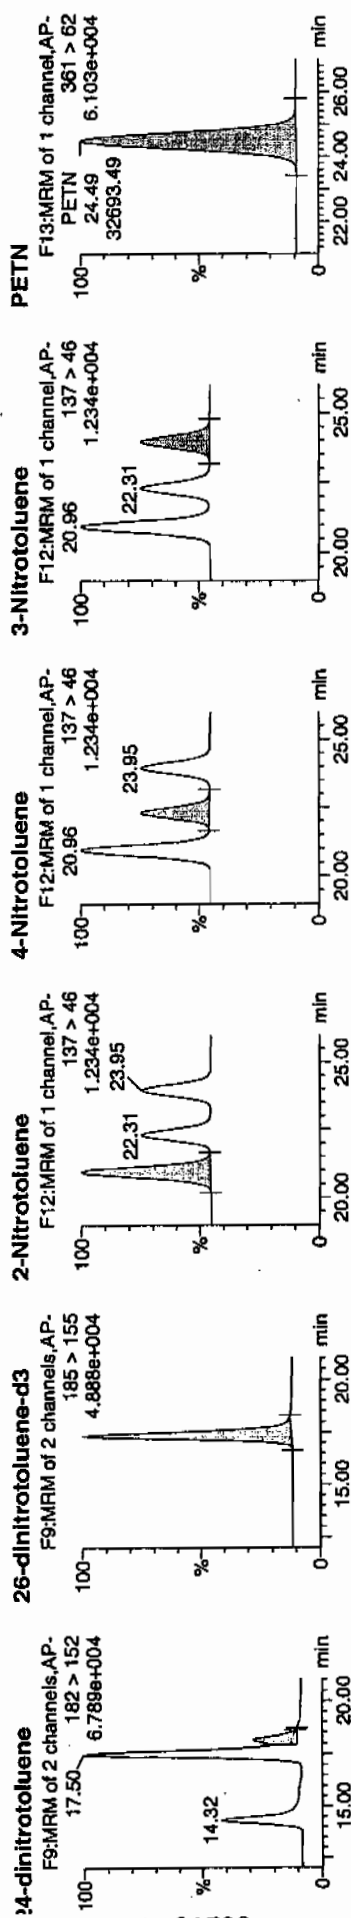 24-dinitrotoluene
F9:MRM of 2 channels,AP-
182 > 152
6.789e+004
17.50
14.32
100
%
0
15.00 20.00 min
26-dinitrotoluene-d3
F9:MRM of 2 channels,AP-
185 > 155
4.888e+004
100
%
0
15.00 20.00 min
2-Nitrotoluene
F12:MRM of 1 channel,AP-
137 > 46
1.234e+004
23.95
22.31
100
%
0
20.00 25.00 min
4-Nitrotoluene
F12:MRM of 1 channel,AP-
137 > 46
1.234e+004
20.96
23.95
100
%
0
20.00 25.00 min
3-Nitrotoluene
F12:MRM of 1 channel,AP-
137 > 46
1.234e+004
20.96
22.31
100
%
0
20.00 25.00 min
PETN
F13:MRM of 1 channel,AP-
361 > 62
6.103e+004
PETN
24.49
32693.49
100
%
0
22.00 24.00 26.00 min